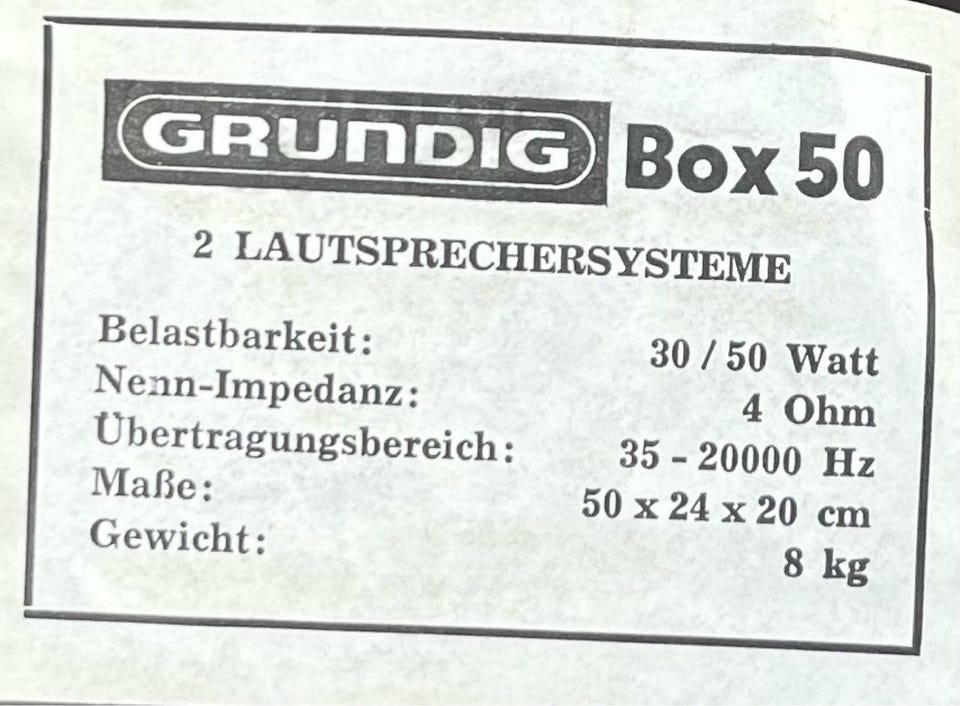 GRUNDIG Box 50
2 LAUTSPRECHERSYSTEME
Belastbarkeit: 30 / 50 Watt
Nenn-Impedanz: 4 Ohm
Übertragungsbereich: 35 - 20000 Hz
Maße: 50 x 24 x 20 cm
Gewicht: 8 kg